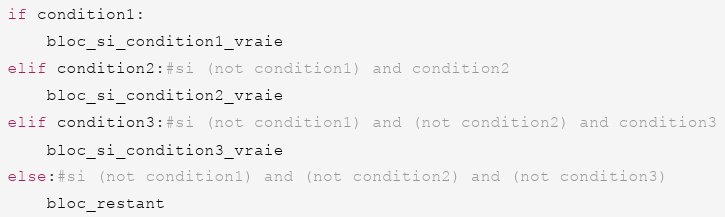 if condition1:
    bloc_si_condition1_vraie
elif condition2:#si (not condition1) and condition2
    bloc_si_condition2_vraie
elif condition3:#si (not condition1) and (not condition2) and condition3
    bloc_si_condition3_vraie
else:#si (not condition1) and (not condition2) and (not condition3)
    bloc_restant